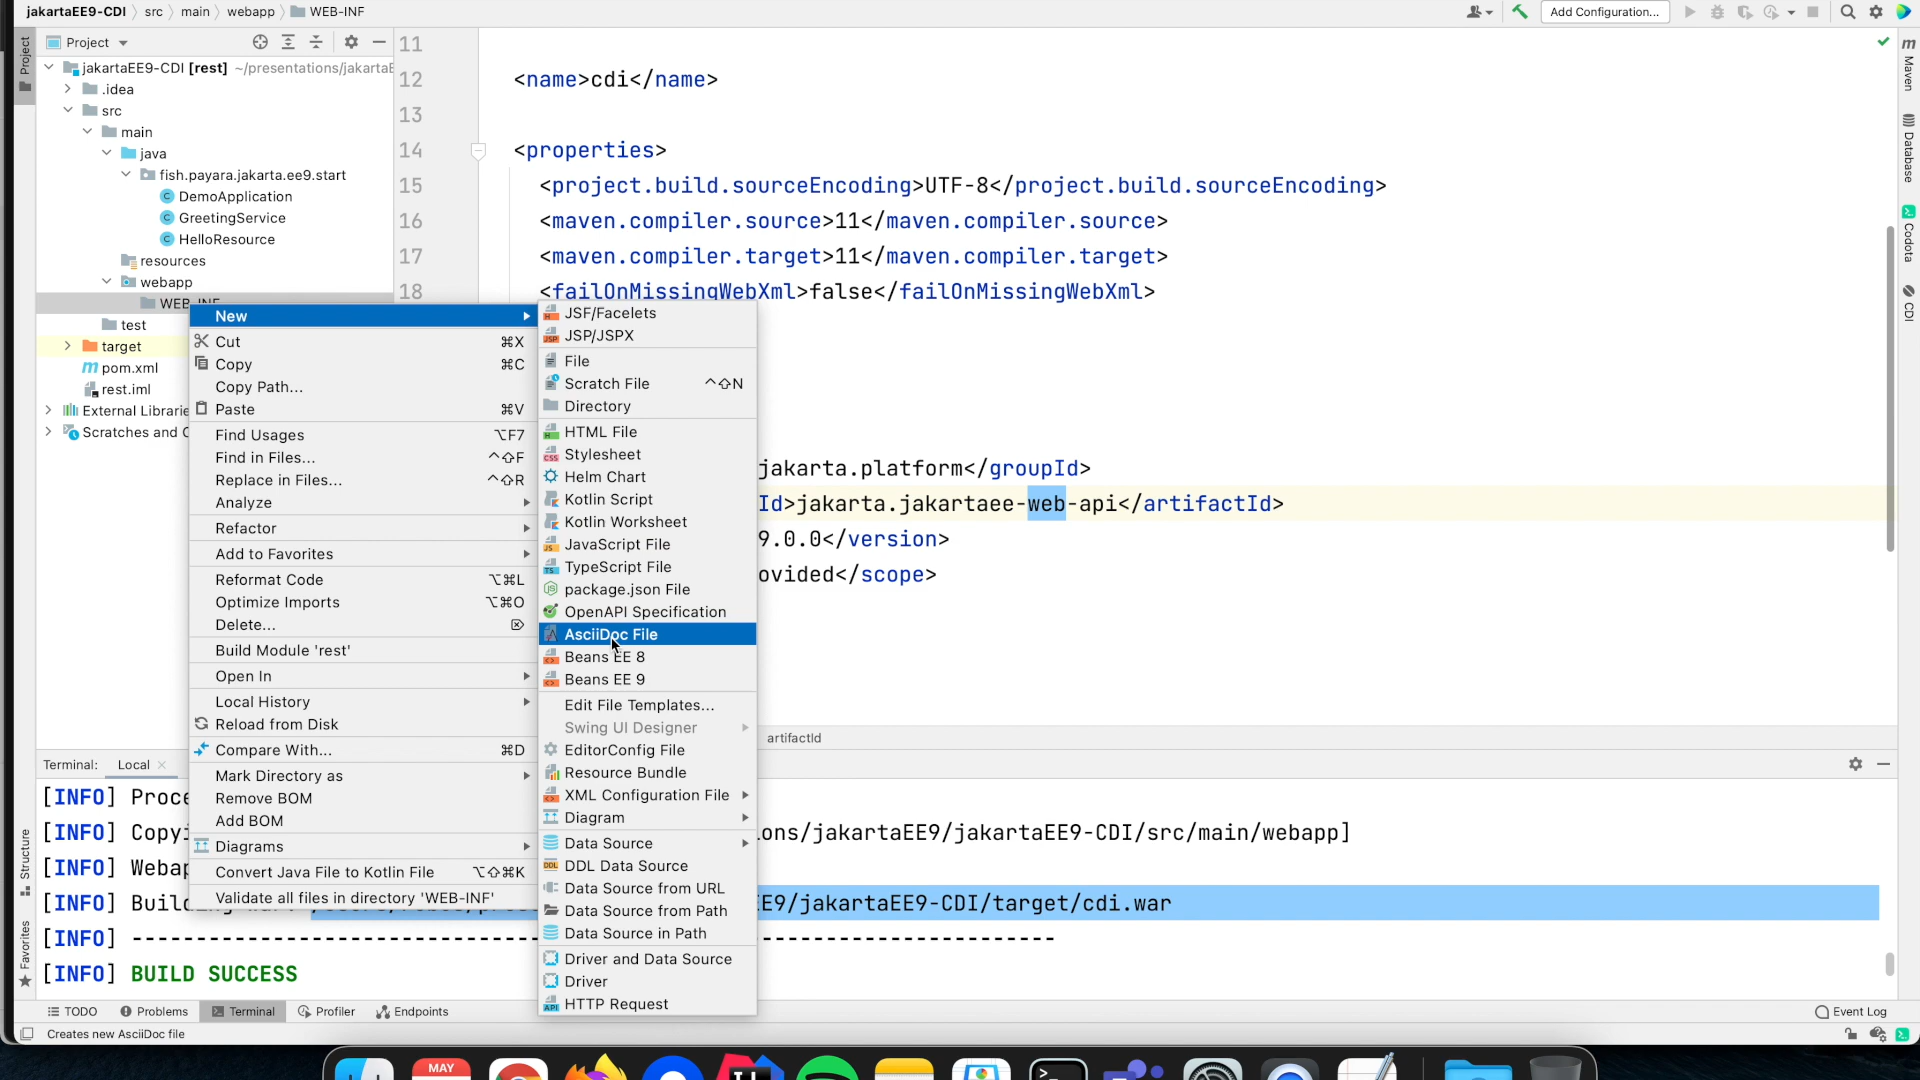 jakartaEE9-CDI src main webapp WEB-INF
Add Configuration...
Project
jakartaEE9-CDI [rest] ~/presentations/jakartaE
.idea
src
main
java
fish.payara.jakarta.ee9.start
DemoApplication
GreetingService
HelloResource
resources
webapp
WEB-INF
test
target
pom.xml
rest.iml
External Librarie
Scratches and C
11
12 <name>cdi</name>
13
14 <properties>
15 <project.build.sourceEncoding>UTF-8</project.build.sourceEncoding>
16 <maven.compiler.source>11</maven.compiler.source>
17 <maven.compiler.target>11</maven.compiler.target>
18 <failOnMissingWebXml>false</failOnMissingWebXml>
jakarta.platform</groupId>
Id>jakarta.jakartaee-web-api</artifactId>
9.0.0</version>
ovided</scope>
artifactId
New
Cut ⌘X
Copy ⌘C
Copy Path...
Paste ⌘V
Find Usages ⌥F7
Find in Files... ^⇧F
Replace in Files... ^⇧R
Analyze
Refactor
Add to Favorites
Reformat Code ⌥⌘L
Optimize Imports ⌥⌘O
Delete... ⌦
Build Module 'rest'
Open In
Local History
Reload from Disk
Compare With... ⌘D
Mark Directory as
Remove BOM
Add BOM
Diagrams
Convert Java File to Kotlin File ⌥⇧⌘K
Validate all files in directory 'WEB-INF'
JSF/Facelets
JSP/JSPX
File
Scratch File ^⇧N
Directory
HTML File
Stylesheet
Helm Chart
Kotlin Script
Kotlin Worksheet
JavaScript File
TypeScript File
package.json File
OpenAPI Specification
AsciiDoc File
Beans EE 8
Beans EE 9
Edit File Templates...
Swing UI Designer
EditorConfig File
Resource Bundle
XML Configuration File
Diagram
Data Source
DDL Data Source
Data Source from URL
Data Source from Path
Data Source in Path
Driver and Data Source
Driver
HTTP Request
Terminal: Local
[INFO] Proce
[INFO] Copyi ons/jakartaEE9/jakartaEE9-CDI/src/main/webapp]
[INFO] Webap
[INFO] Buil E9/jakartaEE9-CDI/target/cdi.war
[INFO] ------------------------------------------------------------------------
[INFO] BUILD SUCCESS
TODO Problems Terminal Profiler Endpoints
Event Log
Creates new AsciiDoc file
Project
Structure
Favorites
Maven
Database
Codota
CDI
MAY